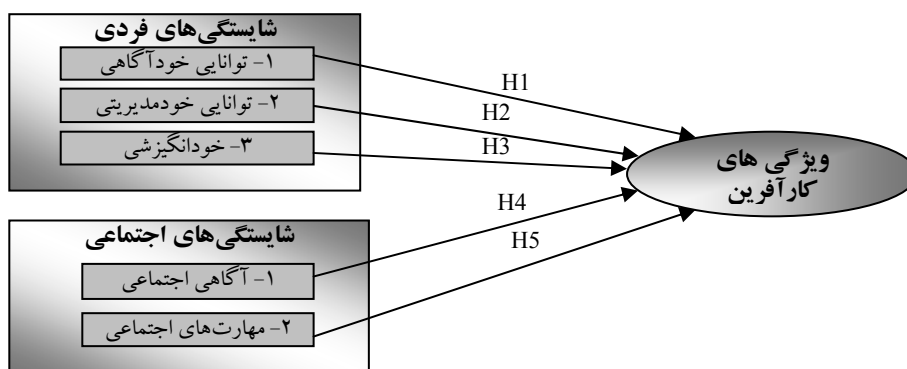 شایستگی‌های فردی
۱- توانایی خودآگاهی
۲- توانایی خودمدیریتی
۳- خودانگیزشی
H1
H2
H3
ویژگی های
کارآفرین
H4
H5
شایستگی‌های اجتماعی
۱- آگاهی اجتماعی
۲- مهارت‌های اجتماعی